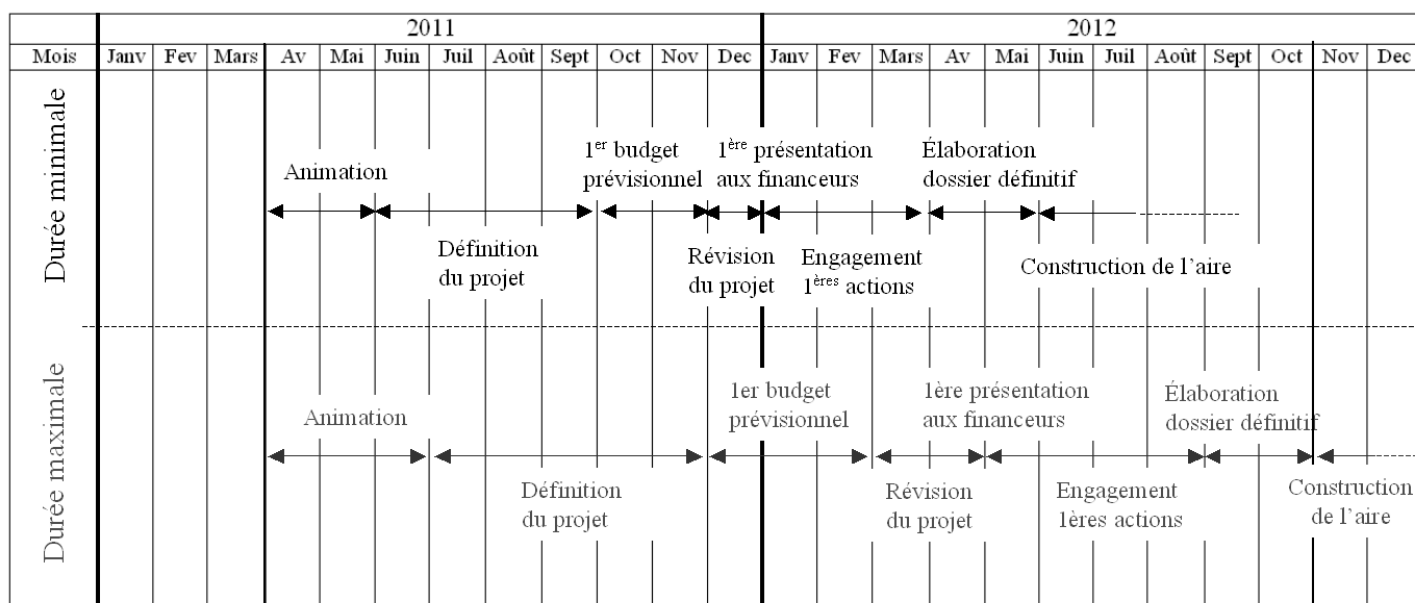 2011
2012
Mois Janv Fev Mars Av Mai Juin Juil Août Sept Oct Nov Dec Janv Fev Mars Av Mai Juin Juil Août Sept Oct Nov Dec
Durée minimale
Animation
Définition
du projet
1er budget
prévisionnel
Révision
du projet
1ère présentation
aux financeurs
Engagement
1ères actions
Élaboration
dossier définitif
Construction de l’aire
Durée maximale
Animation
Définition
du projet
1er budget
prévisionnel
Révision
du projet
1ère présentation
aux financeurs
Engagement
1ères actions
Élaboration
dossier définitif
Construction
de l’aire